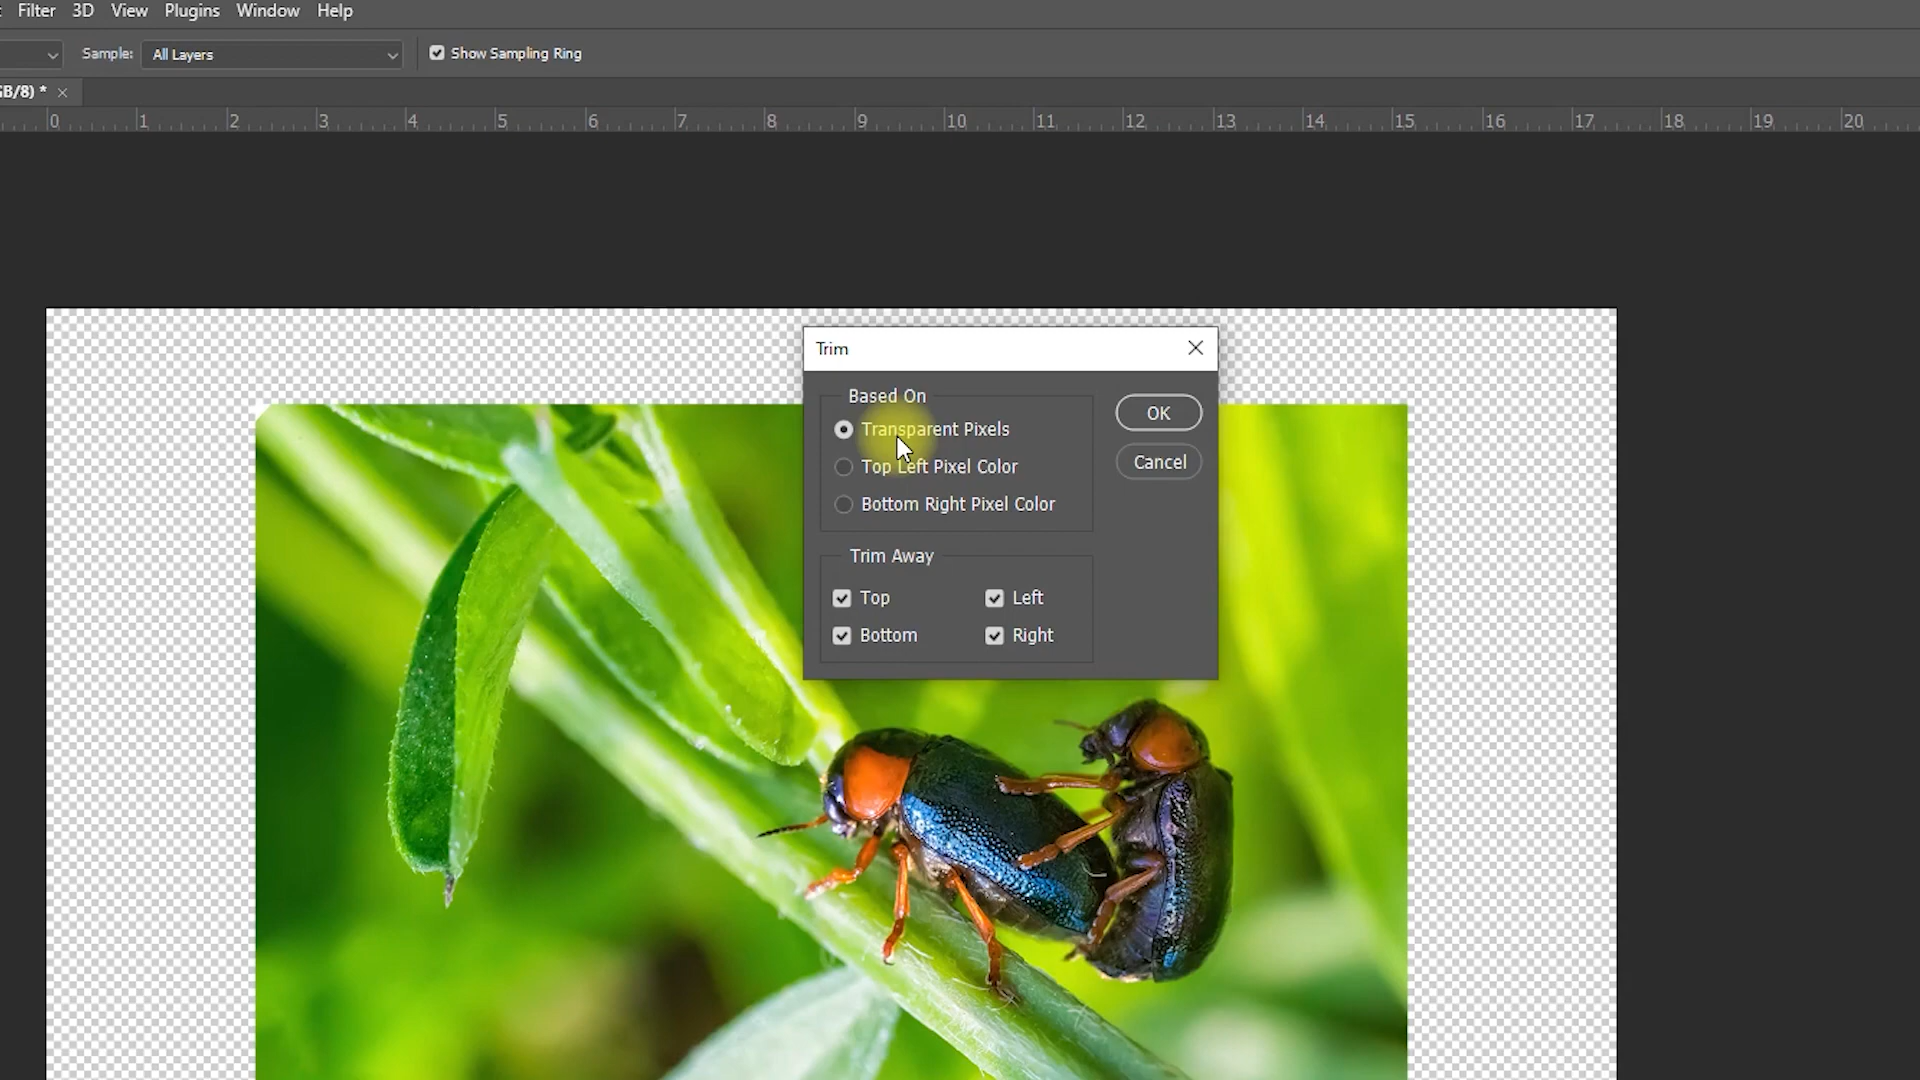 Filter 3D View Plugins Window Help
Sample: All Layers Show Sampling Ring
GB/8) *
0 1 2 3 4 5 6 7 8 9 10 11 12 13 14 15 16 17 18 19 20
Trim
Based On
Transparent Pixels
Top Left Pixel Color
Bottom Right Pixel Color
OK
Cancel
Trim Away
Top Left
Bottom Right